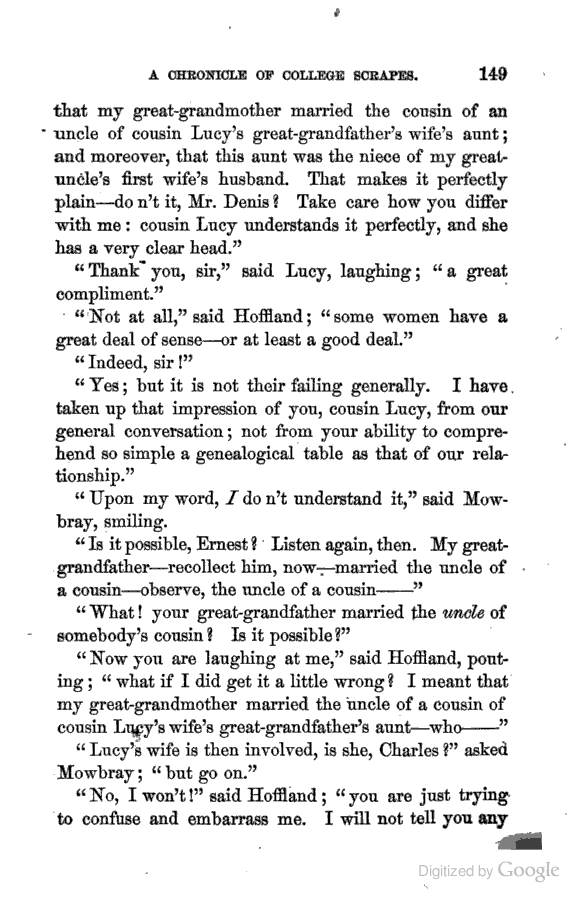 A CHRONICLE OF COLLEGE SCRAPES. 149
that my great-grandmother married the cousin of an
uncle of cousin Lucy's great-grandfather's wife's aunt;
and moreover, that this aunt was the niece of my great-
uncle's first wife's husband. That makes it perfectly
plain—do n't it, Mr. Denis? Take care how you differ
with me: cousin Lucy understands it perfectly, and she
has a very clear head."
"Thank you, sir," said Lucy, laughing; "a great
compliment."
"Not at all," said Hoffland; "some women have a
great deal of sense—or at least a good deal."
"Indeed, sir!"
"Yes; but it is not their failing generally. I have
taken up that impression of you, cousin Lucy, from our
general conversation; not from your ability to compre-
hend so simple a genealogical table as that of our rela-
tionship."
"Upon my word, I do n't understand it," said Mow-
bray, smiling.
"Is it possible, Ernest? Listen again, then. My great-
grandfather—recollect him, now—married the uncle of
a cousin—observe, the uncle of a cousin——"
"What! your great-grandfather married the uncle of
somebody's cousin? Is it possible?"
"Now you are laughing at me," said Hoffland, pout-
ing; "what if I did get it a little wrong? I meant that
my great-grandmother married the uncle of a cousin of
cousin Lucy's wife's great-grandfather's aunt—who——"
"Lucy's wife is then involved, is she, Charles?" asked
Mowbray; "but go on."
"No, I won't!" said Hoffland; "you are just trying
to confuse and embarrass me. I will not tell you any
Digitized by Google